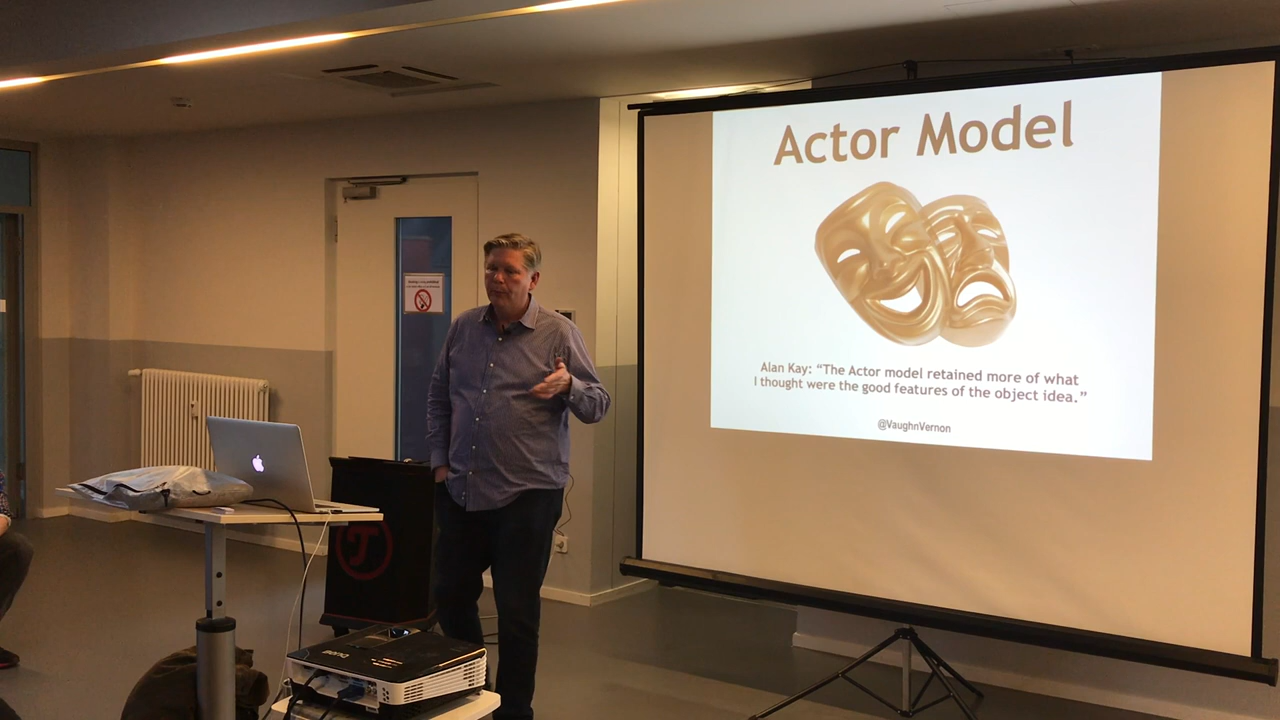 Actor Model
Alan Kay: “The Actor model retained more of what
I thought were the good features of the object idea.”
@VaughnVernon
BenQ